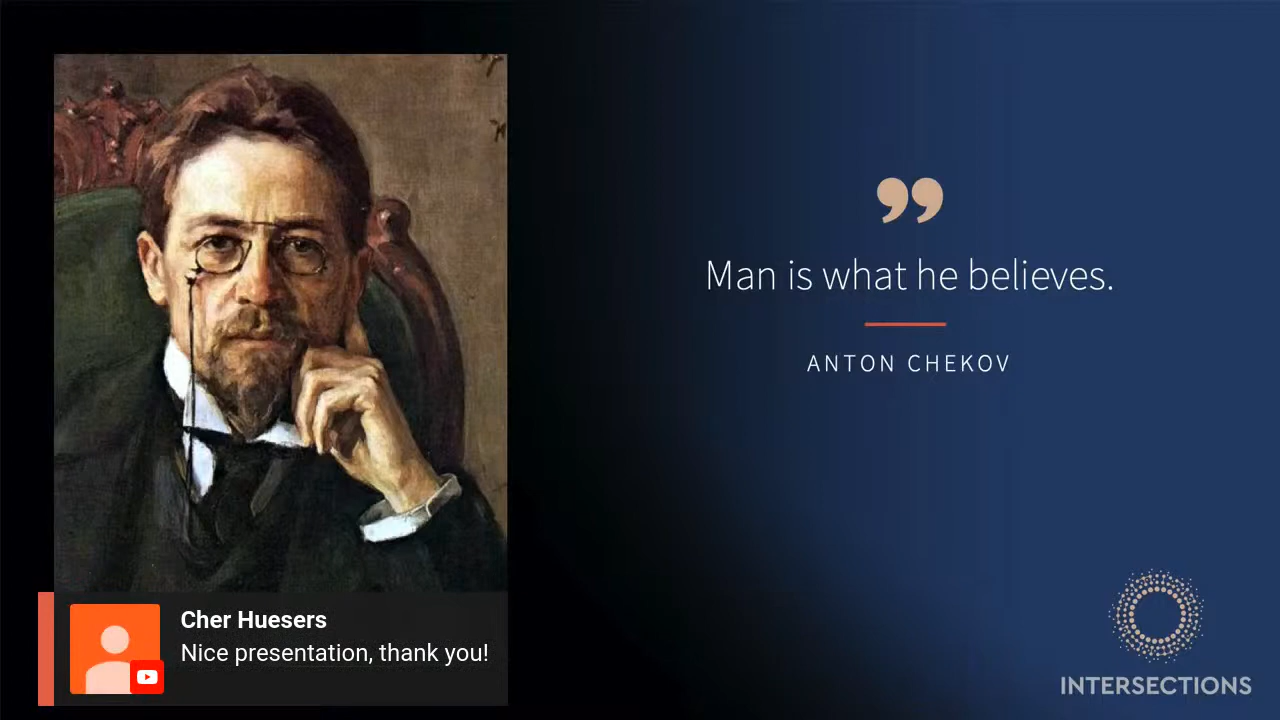 ”
Man is what he believes.
ANTON CHEKOV
Cher Huesers
Nice presentation, thank you!
INTERSECTIONS